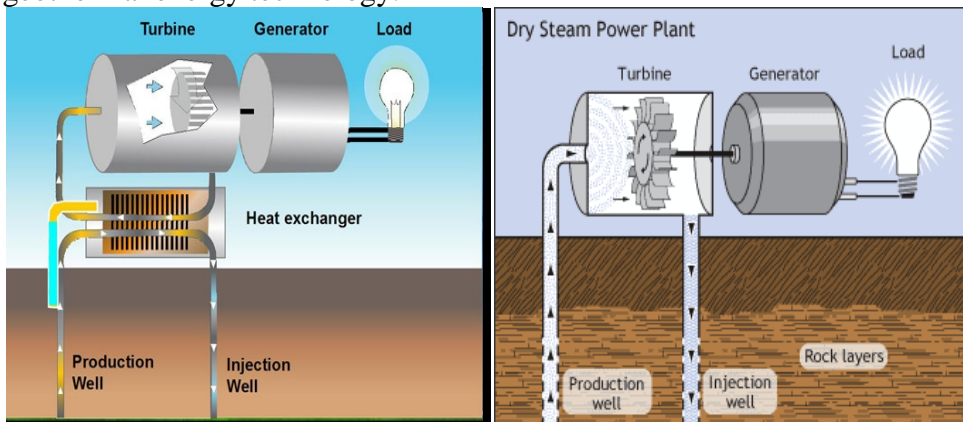 Turbine
Generator
Load
Heat exchanger
Production
Well
Injection
Well
Dry Steam Power Plant
Turbine
Generator
Load
Rock layers
Production
well
Injection
well